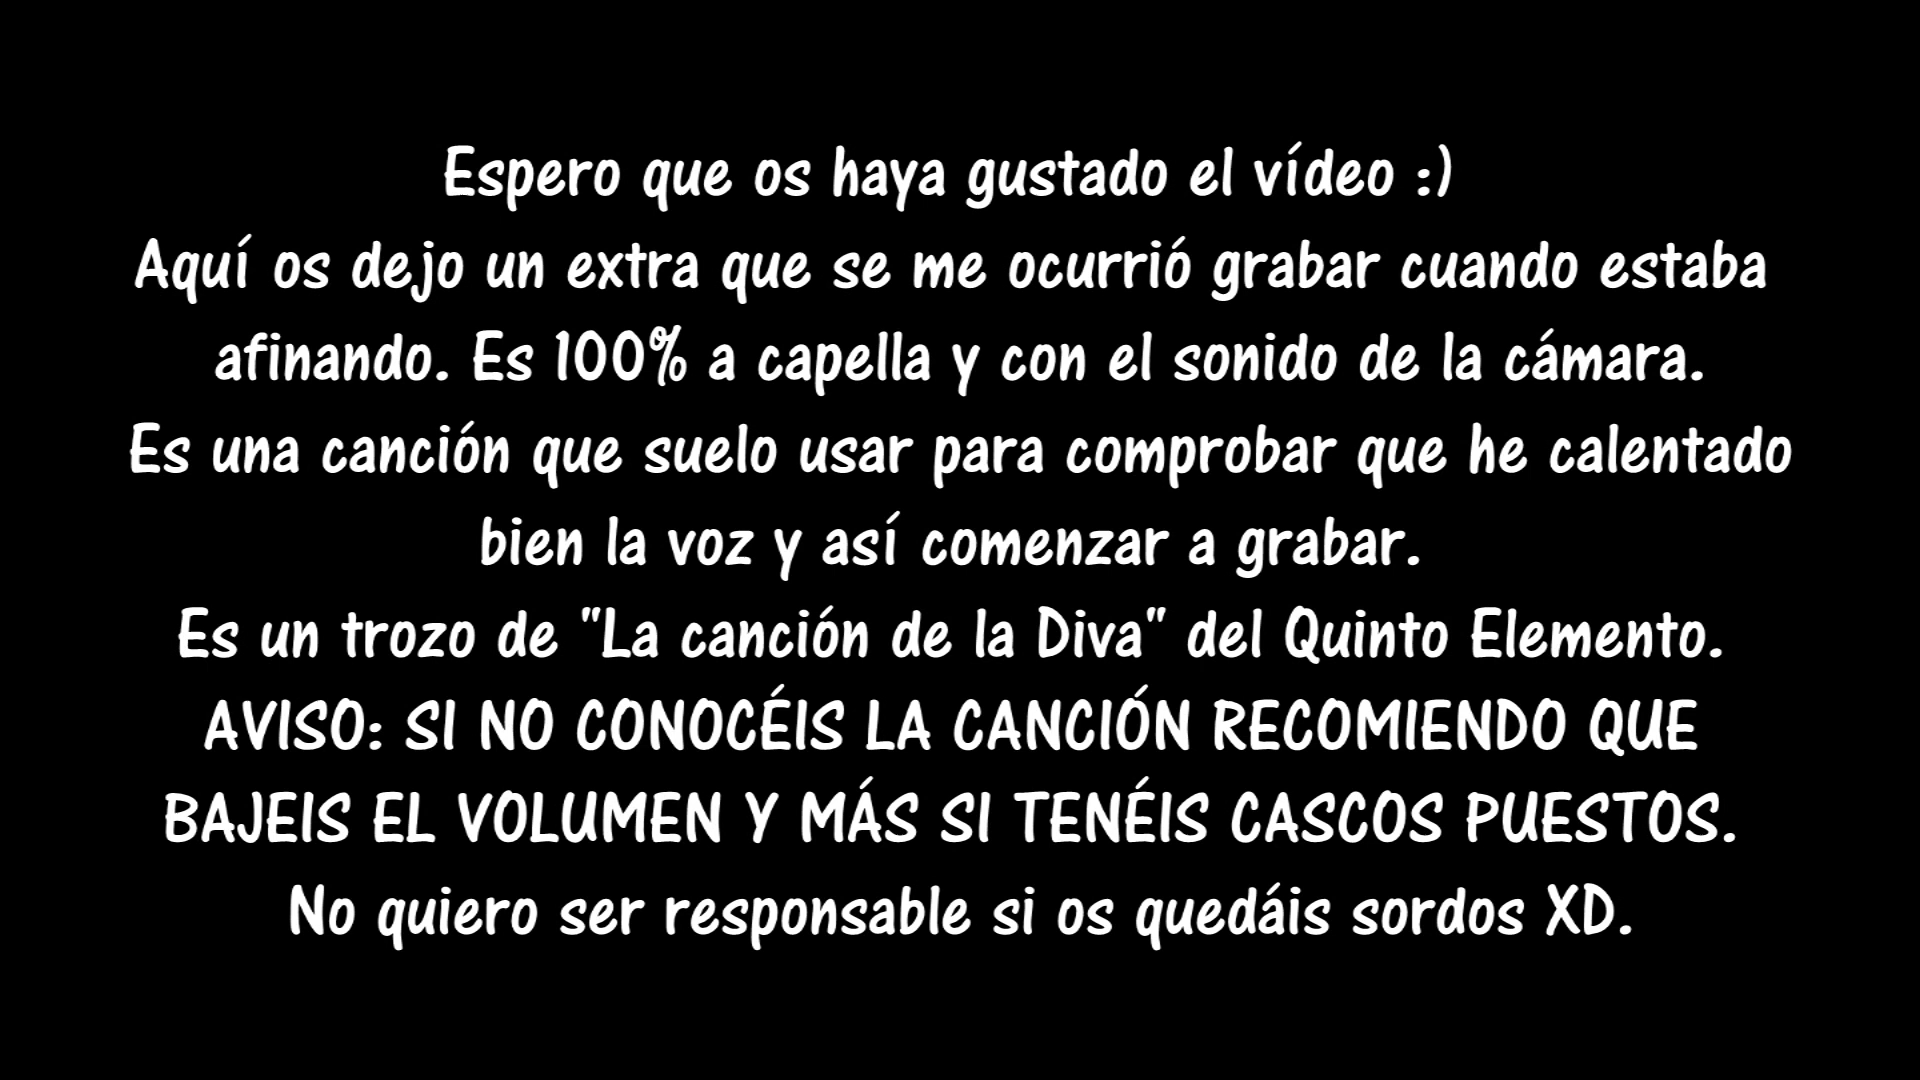 Espero que os haya gustado el vídeo :)
Aquí os dejo un extra que se me ocurrió grabar cuando estaba
afinando. Es 100% a capella y con el sonido de la cámara.
Es una canción que suelo usar para comprobar que he calentado
bien la voz y así comenzar a grabar.
Es un trozo de "La canción de la Diva" del Quinto Elemento.
AVISO: SI NO CONOCÉIS LA CANCIÓN RECOMIENDO QUE
BAJEIS EL VOLUMEN Y MÁS SI TENÉIS CASCOS PUESTOS.
No quiero ser responsable si os quedáis sordos XD.